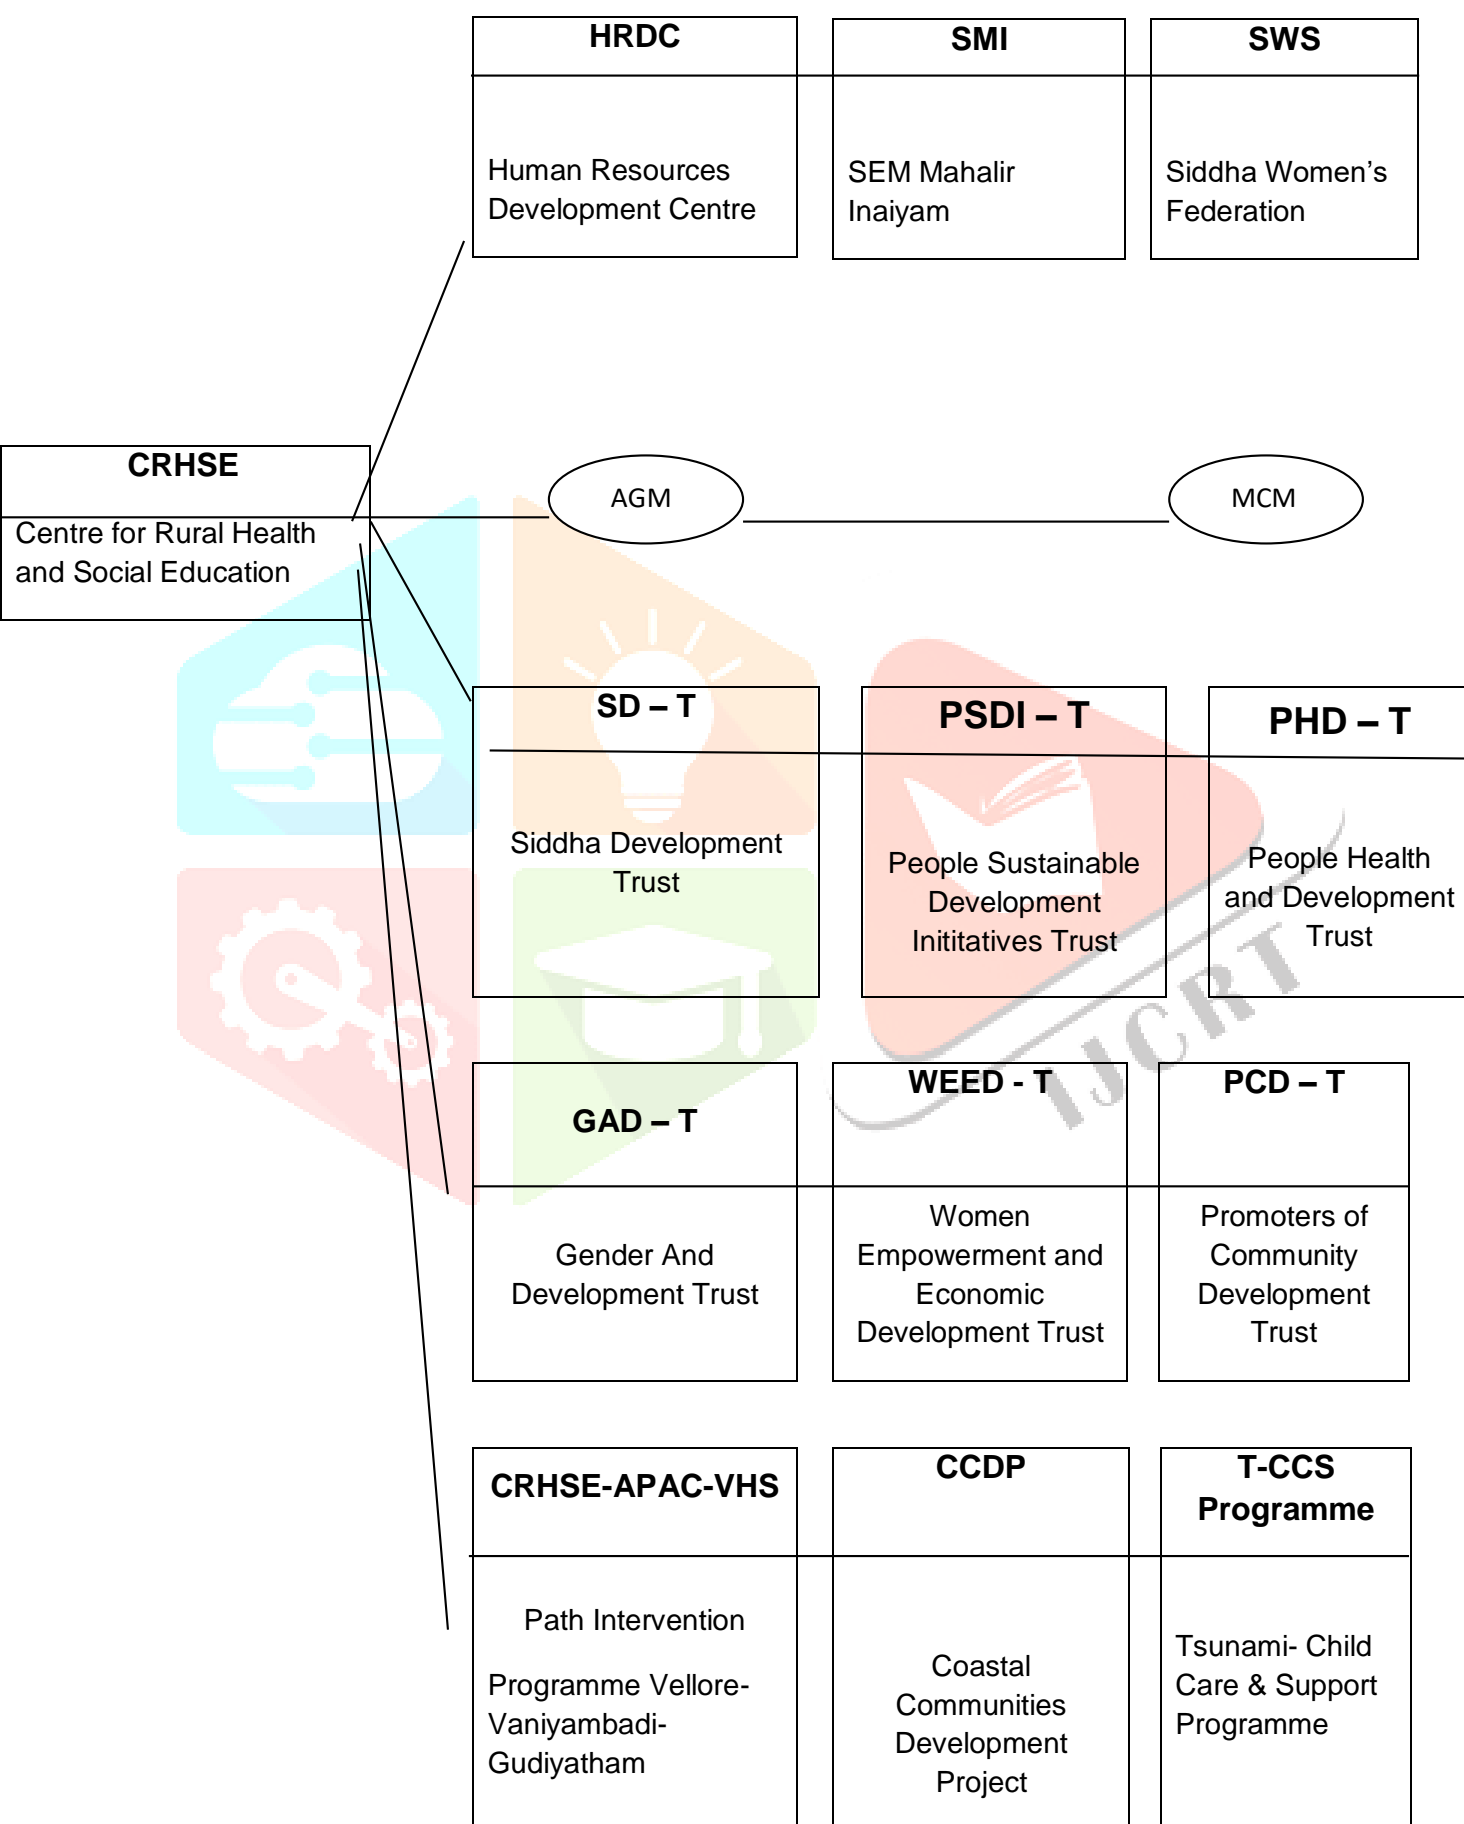 HRDC
Human Resources
Development Centre
SMI
SEM Mahalir
Inaiyam
SWS
Siddha Women’s
Federation
CRHSE
Centre for Rural Health
and Social Education
AGM
MCM
SD – T
Siddha Development
Trust
PSDI – T
People Sustainable
Development
Inititatives Trust
PHD – T
People Health
and Development
Trust
IJCRT
GAD – T
Gender And
Development Trust
WEED - T
Women
Empowerment and
Economic
Development Trust
PCD – T
Promoters of
Community
Development
Trust
CRHSE-APAC-VHS
Path Intervention
Programme Vellore-
Vaniyambadi-
Gudiyatham
CCDP
Coastal
Communities
Development
Project
T-CCS
Programme
Tsunami- Child
Care & Support
Programme